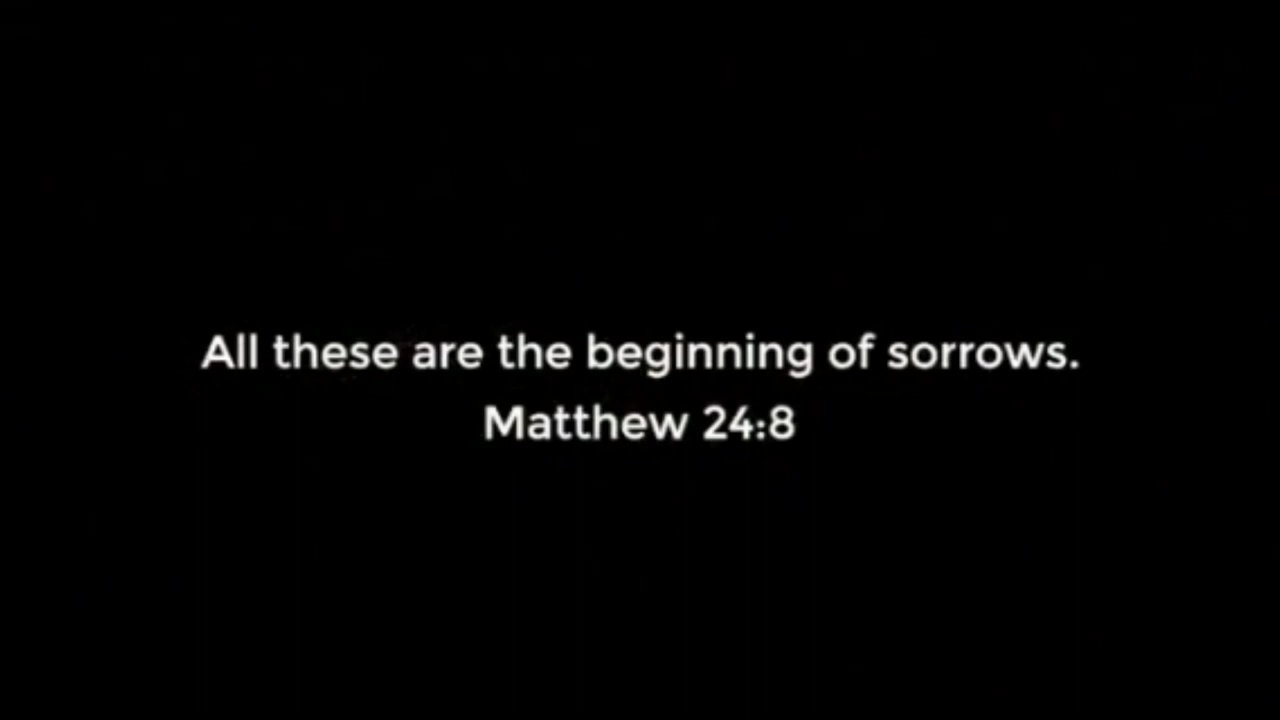 All these are the beginning of sorrows.
Matthew 24:8